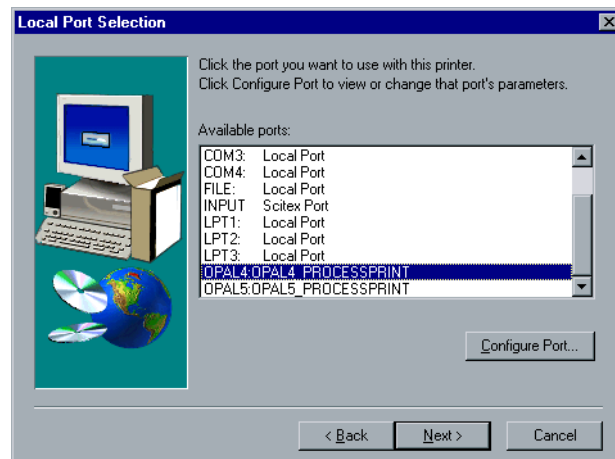 Local Port Selection
Click the port you want to use with this printer.
Click Configure Port to view or change that port's parameters.
Available ports:
COM3: Local Port
COM4: Local Port
FILE: Local Port
INPUT Scitex Port
LPT1: Local Port
LPT2: Local Port
LPT3: Local Port
OPAL4:OPAL4_PROCESSPRINT
OPAL5:OPAL5_PROCESSPRINT
Configure Port...
< Back Next > Cancel